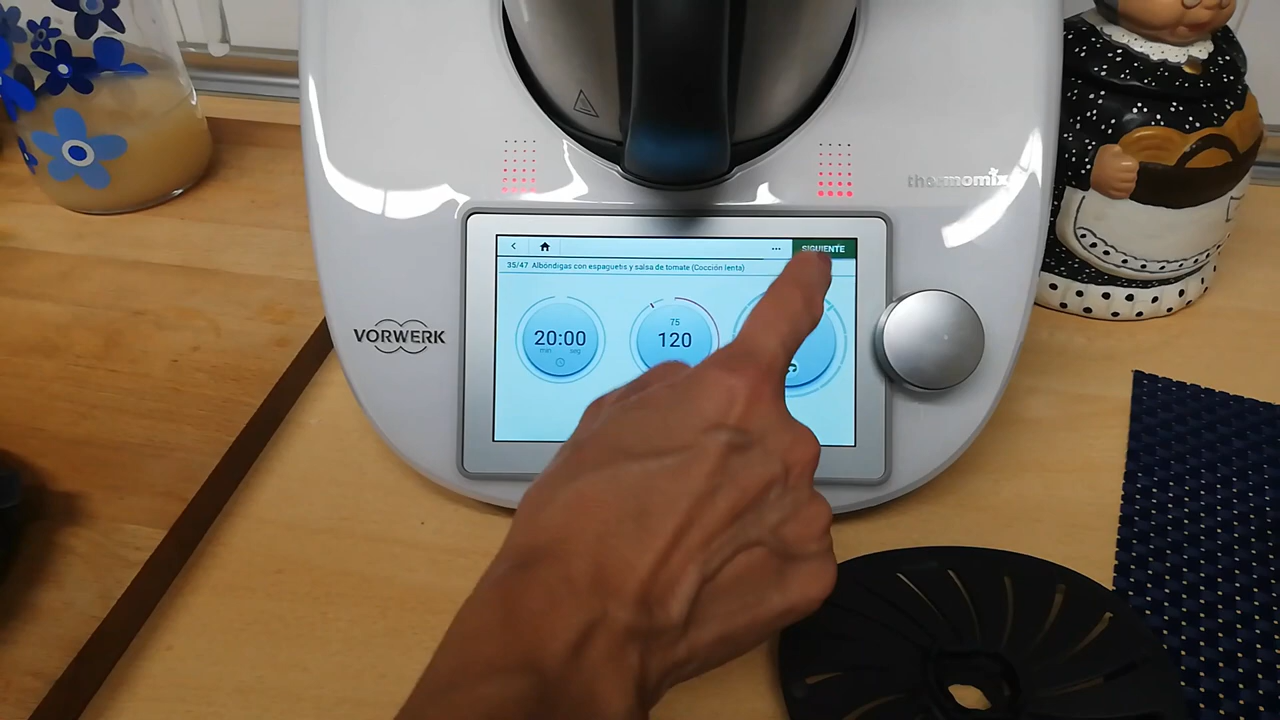 thermomix
SIGUIENTE
35/47 Albóndigas con espaguetis y salsa de tomate (Cocción lenta)
20:00
min seg
75
120
VORWERK